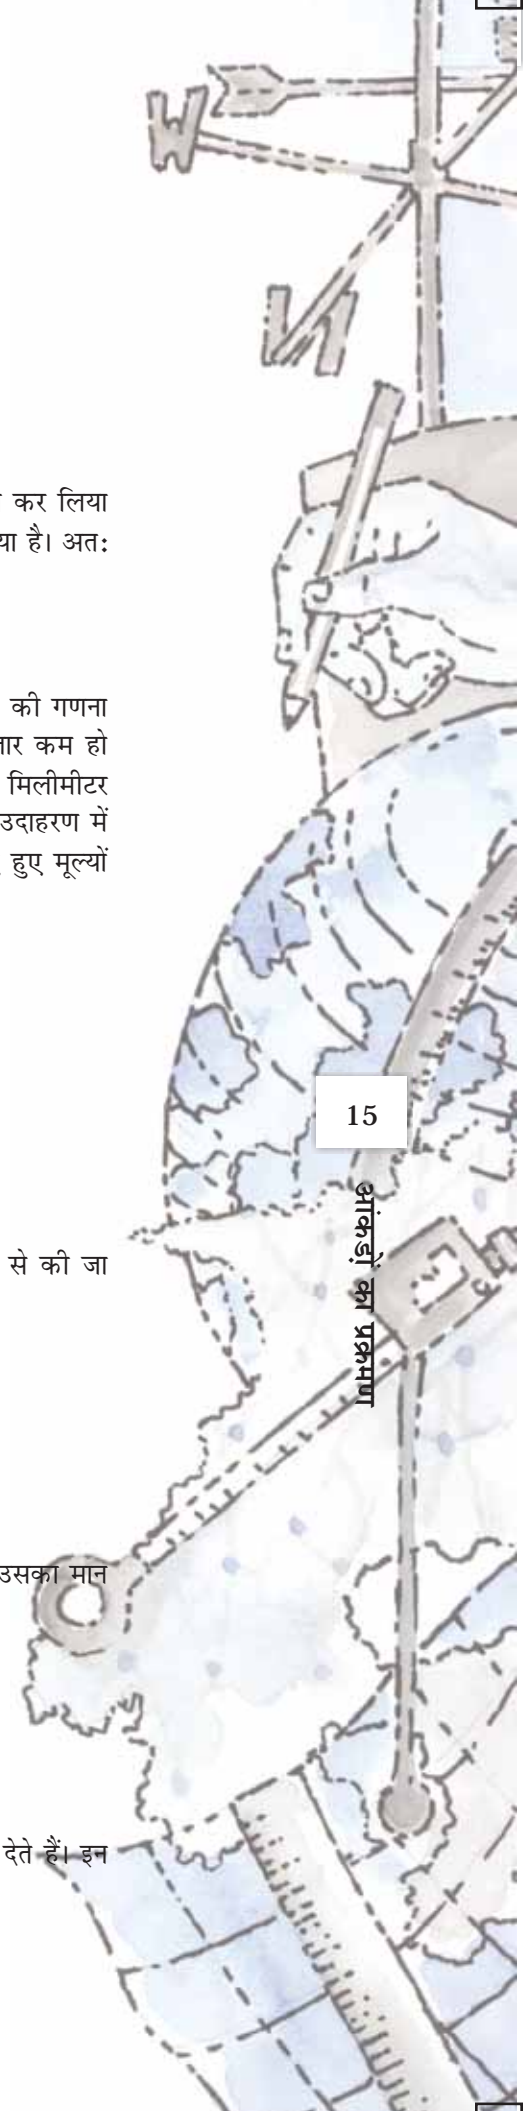 W
N
कर लिया
है। अतः
की गणना
कम हो
मिलीमीटर
उदाहरण में
हुए मूल्यों
15
आंकड़ों का प्रक्रमण
से की जा
उसका मान
देते हैं। इन